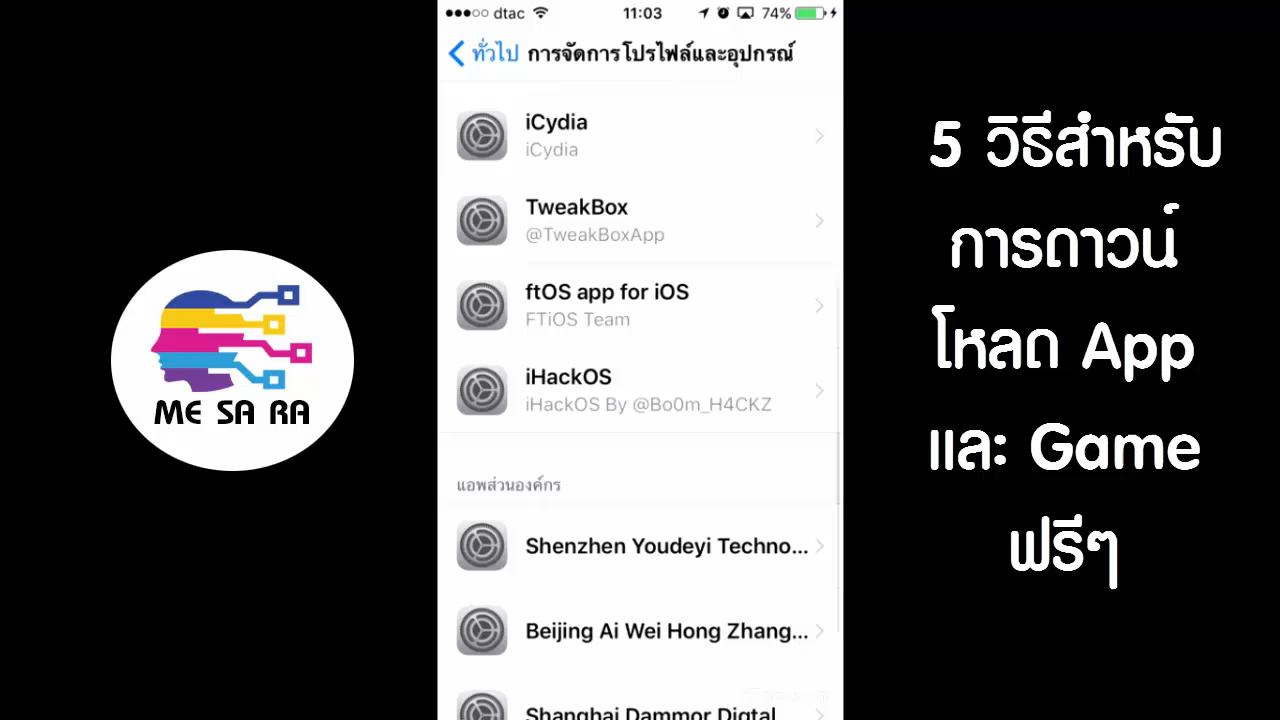 dtac 11:03 74%
ทั่วไป การจัดการโปรไฟล์และอุปกรณ์
iCydia
iCydia
TweakBox
@TweakBoxApp
ftOS app for iOS
FTiOS Team
iHackOS
iHackOS By @Bo0m_H4CKZ
แอพส่วนองค์กร
Shenzhen Youdeyi Techno...
Beijing Ai Wei Hong Zhang...
Shanghai Dammor Digtal
ME SA RA
5 วิธีสำหรับ
การดาวน์
โหลด App
และ Game
ฟรีๆ